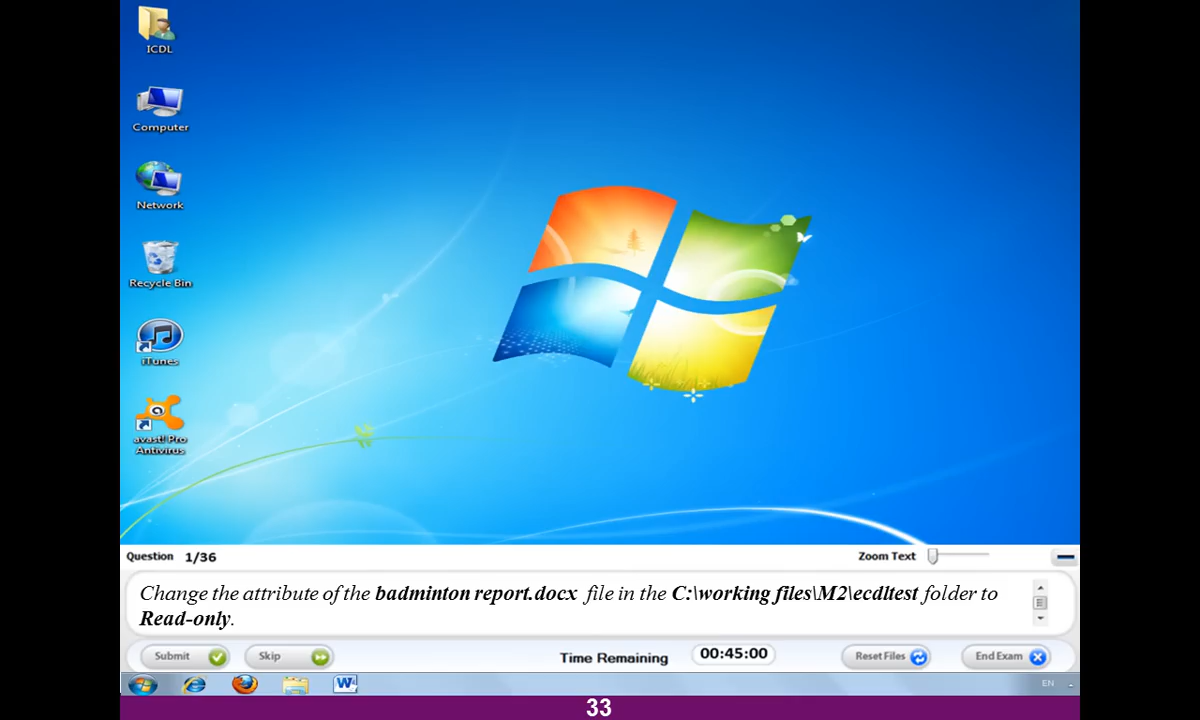 ICDL
Computer
Network
Recycle Bin
iTunes
avast! Pro
Antivirus
Question 1/36
Zoom Text
Change the attribute of the badminton report.docx file in the C:\working files\M2\ecdltest folder to
Read-only.
Submit
Skip
Time Remaining
00:45:00
Reset Files
End Exam
EN
33